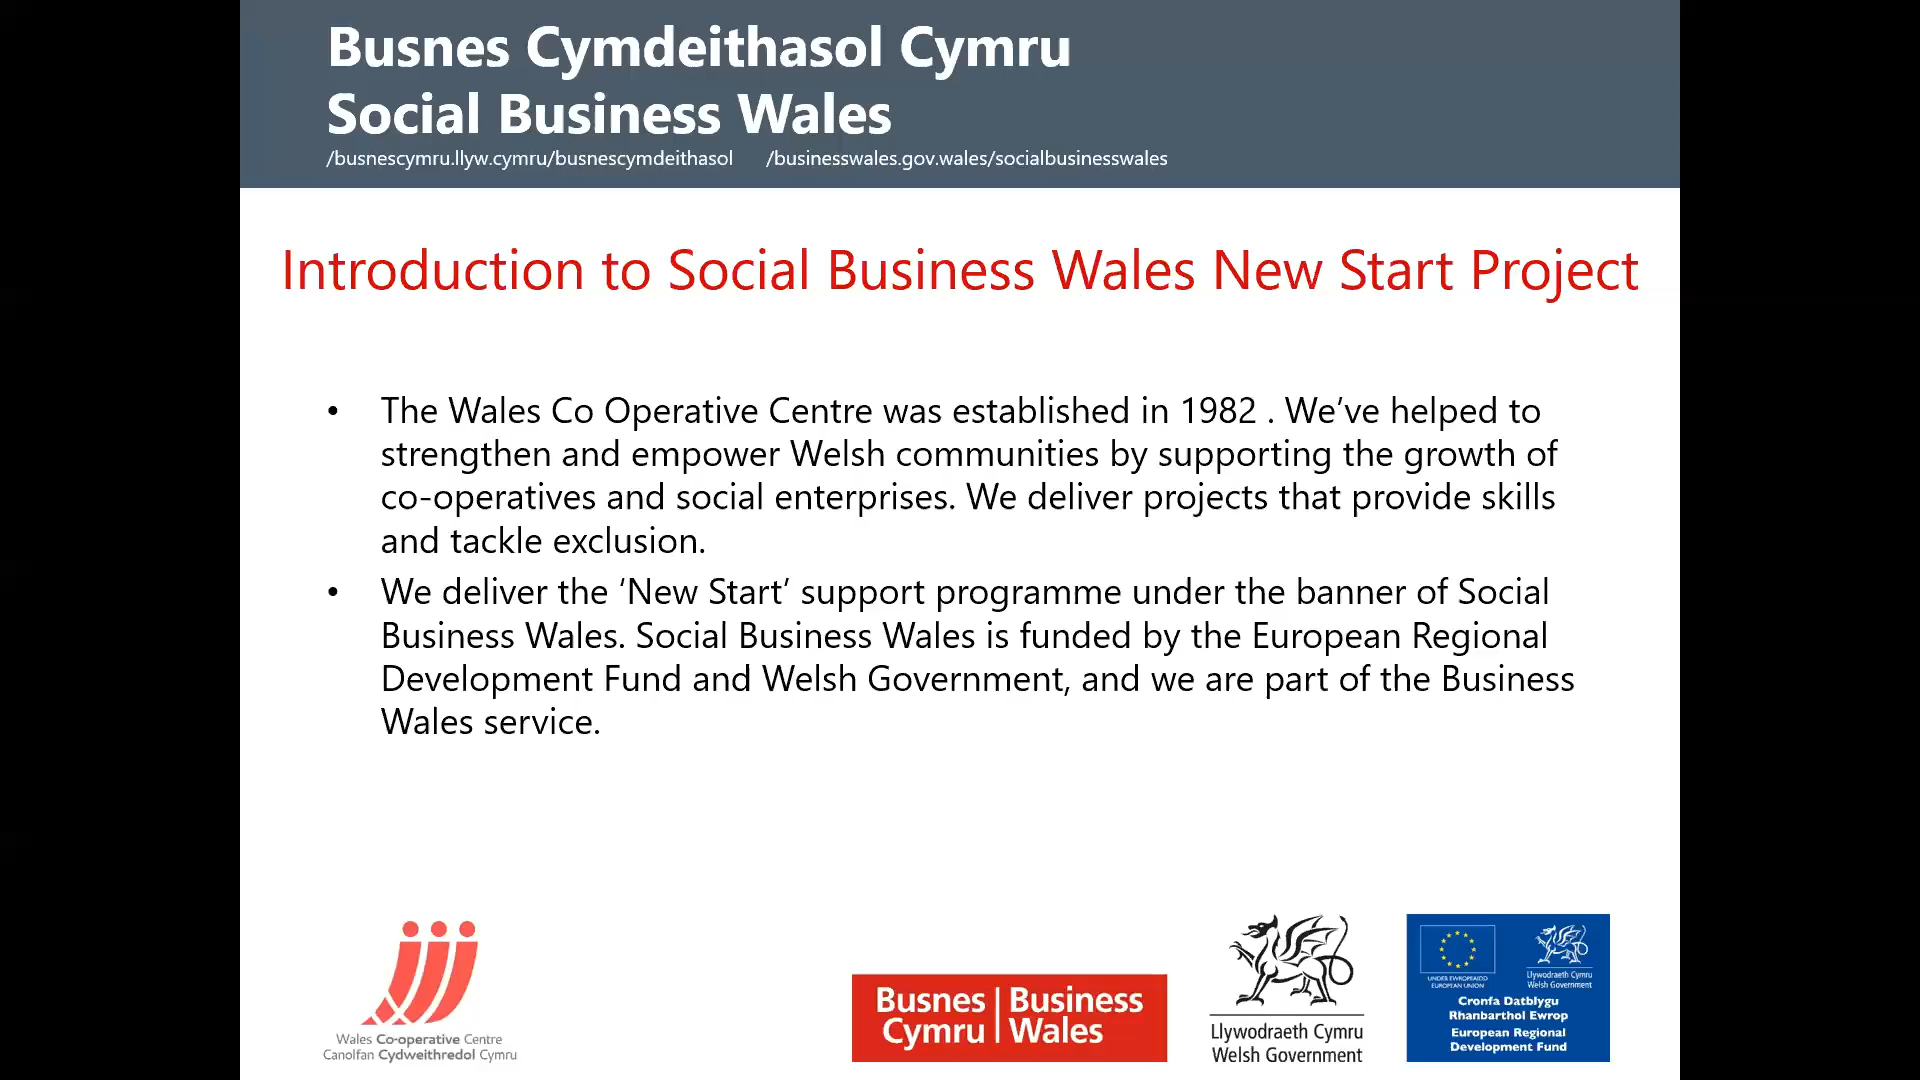 Busnes Cymdeithasol Cymru
Social Business Wales
/busnescymru.llyw.cymru/busnescymdeithasol /businesswales.gov.wales/socialbusinesswales
Introduction to Social Business Wales New Start Project
• The Wales Co Operative Centre was established in 1982 . We’ve helped to
strengthen and empower Welsh communities by supporting the growth of
co-operatives and social enterprises. We deliver projects that provide skills
and tackle exclusion.
• We deliver the ‘New Start’ support programme under the banner of Social
Business Wales. Social Business Wales is funded by the European Regional
Development Fund and Welsh Government, and we are part of the Business
Wales service.
Wales Co-operative Centre
Canolfan Cydweithredol Cymru
Busnes | Business
Cymru | Wales
Llywodraeth Cymru
Welsh Government
UNDEB EWROPEAIDD
EUROPEAN UNION
Llywodraeth Cymru
Welsh Government
Cronfa Datblygu
Rhanbarthol Ewrop
European Regional
Development Fund